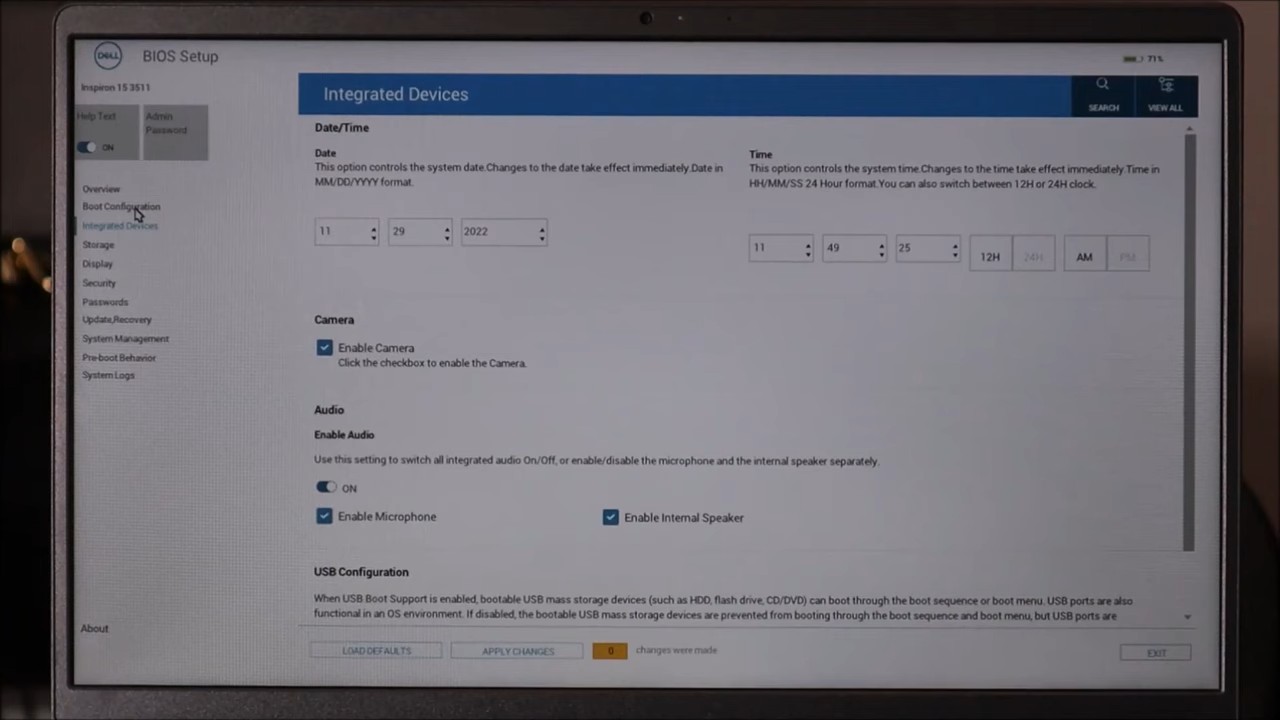 DELL
BIOS Setup
71%
Inspiron 15 3511
Help Text
ON
Admin
Password
Overview
Boot Configuration
Integrated Devices
Storage
Display
Security
Passwords
Update,Recovery
System Management
Pre-boot Behavior
System Logs
About
Integrated Devices
SEARCH
VIEW ALL
Date/Time
Date
This option controls the system date.Changes to the date take effect immediately.Date in
MM/DD/YYYY format.
11 29 2022
Time
This option controls the system time.Changes to the time take effect immediately.Time in
HH/MM/SS 24 Hour format.You can also switch between 12H or 24H clock.
11 49 25 12H 24H AM PM
Camera
Enable Camera
Click the checkbox to enable the Camera.
Audio
Enable Audio
Use this setting to switch all integrated audio On/Off, or enable/disable the microphone and the internal speaker separately.
ON
Enable Microphone
Enable Internal Speaker
USB Configuration
When USB Boot Support is enabled, bootable USB mass storage devices (such as HDD, flash drive, CD/DVD) can boot through the boot sequence or boot menu. USB ports are also
functional in an OS environment. If disabled, the bootable USB mass storage devices are prevented from booting through the boot sequence and boot menu, but USB ports are
LOAD DEFAULTS
APPLY CHANGES
0 changes were made
EXIT